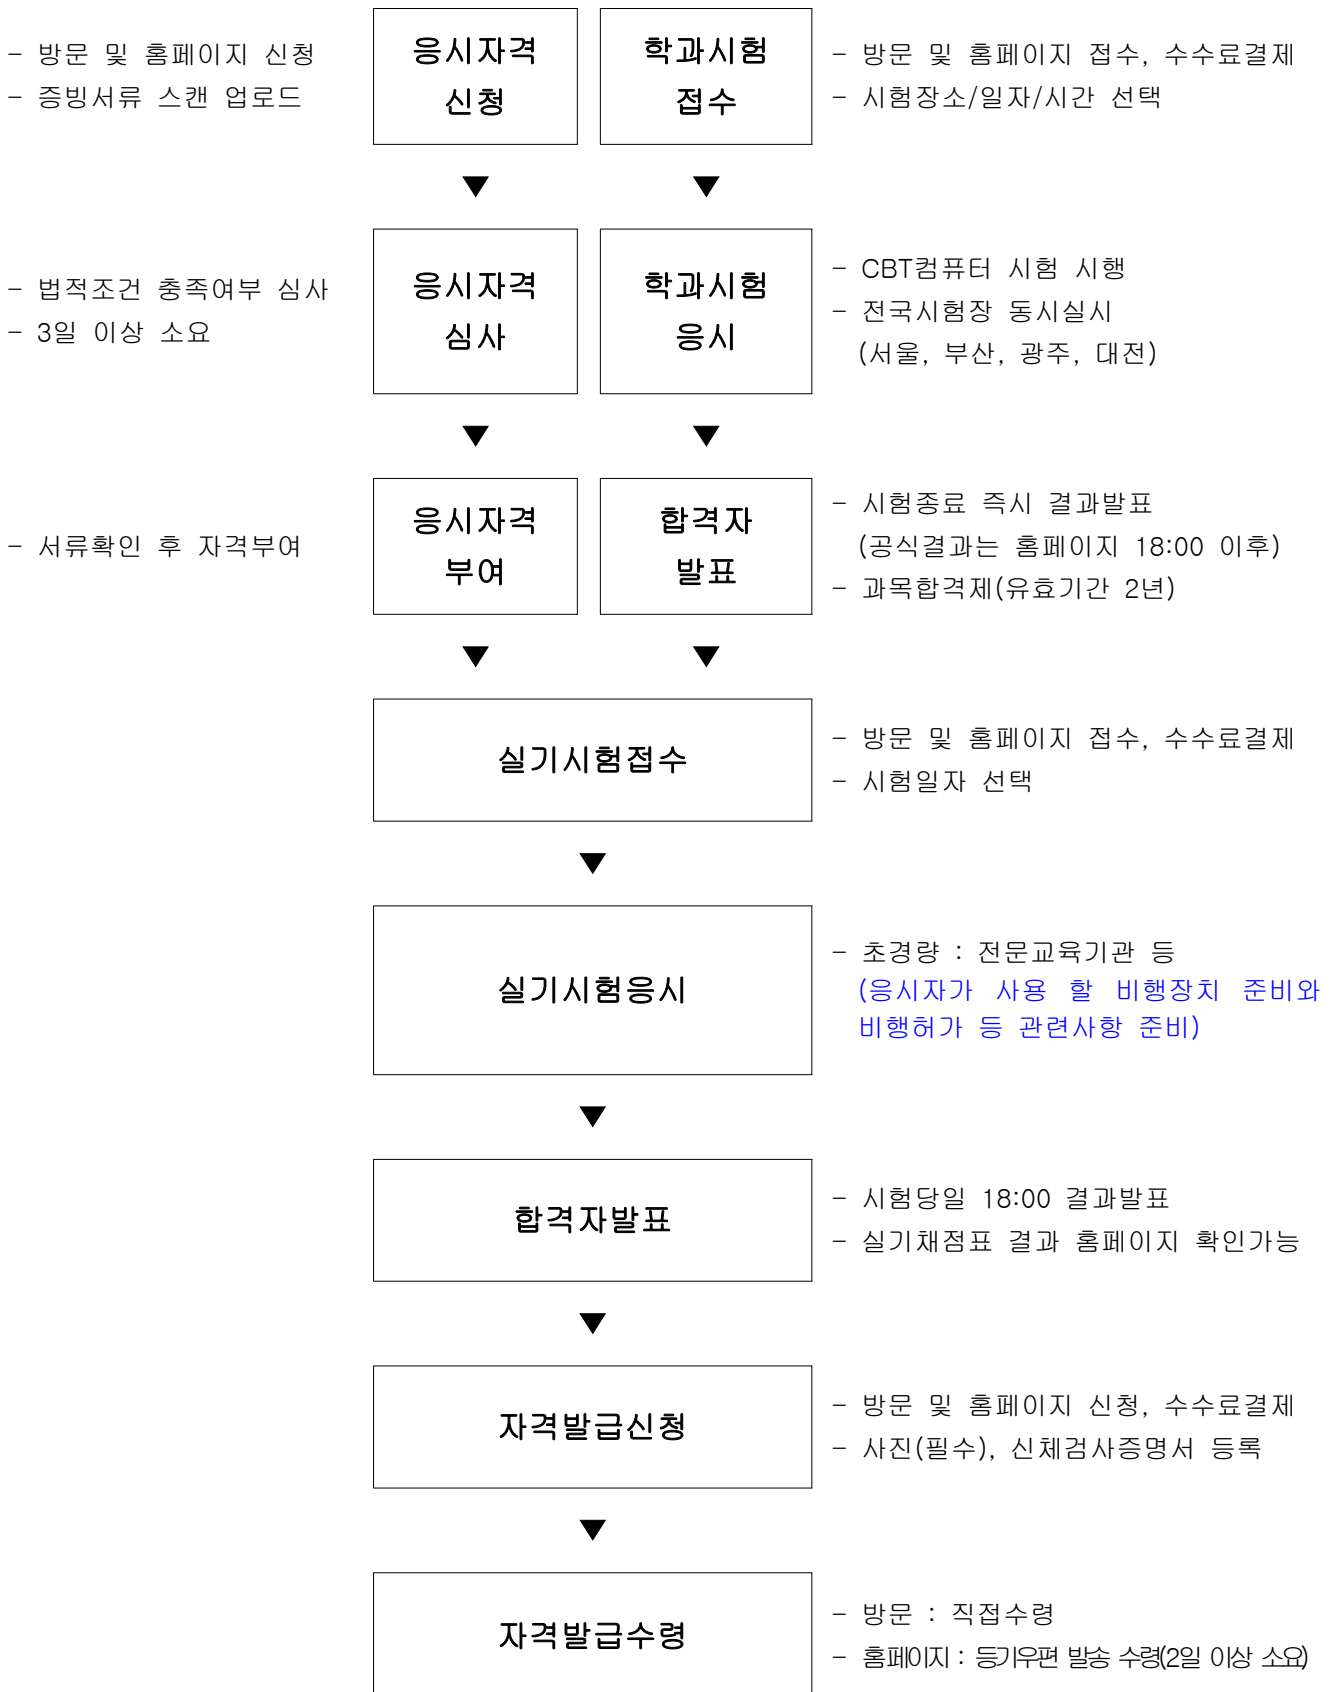 - 방문 및 홈페이지 신청
- 증빙서류 스캔 업로드
응시자격
신청
학과시험
접수
- 방문 및 홈페이지 접수, 수수료결제
- 시험장소/일자/시간 선택
▼
▼
- 법적조건 충족여부 심사
- 3일 이상 소요
응시자격
심사
학과시험
응시
- CBT컴퓨터 시험 시행
- 전국시험장 동시실시
(서울, 부산, 광주, 대전)
▼
▼
- 서류확인 후 자격부여
응시자격
부여
합격자
발표
- 시험종료 즉시 결과발표
(공식결과는 홈페이지 18:00 이후)
- 과목합격제(유효기간 2년)
▼
▼
실기시험접수
- 방문 및 홈페이지 접수, 수수료결제
- 시험일자 선택
▼
실기시험응시
- 초경량 : 전문교육기관 등
(응시자가 사용 할 비행장치 준비와
비행허가 등 관련사항 준비)
▼
합격자발표
- 시험당일 18:00 결과발표
- 실기채점표 결과 홈페이지 확인가능
▼
자격발급신청
- 방문 및 홈페이지 신청, 수수료결제
- 사진(필수), 신체검사증명서 등록
▼
자격발급수령
- 방문 : 직접수령
- 홈페이지 : 등기우편 발송 수령(2일 이상 소요)